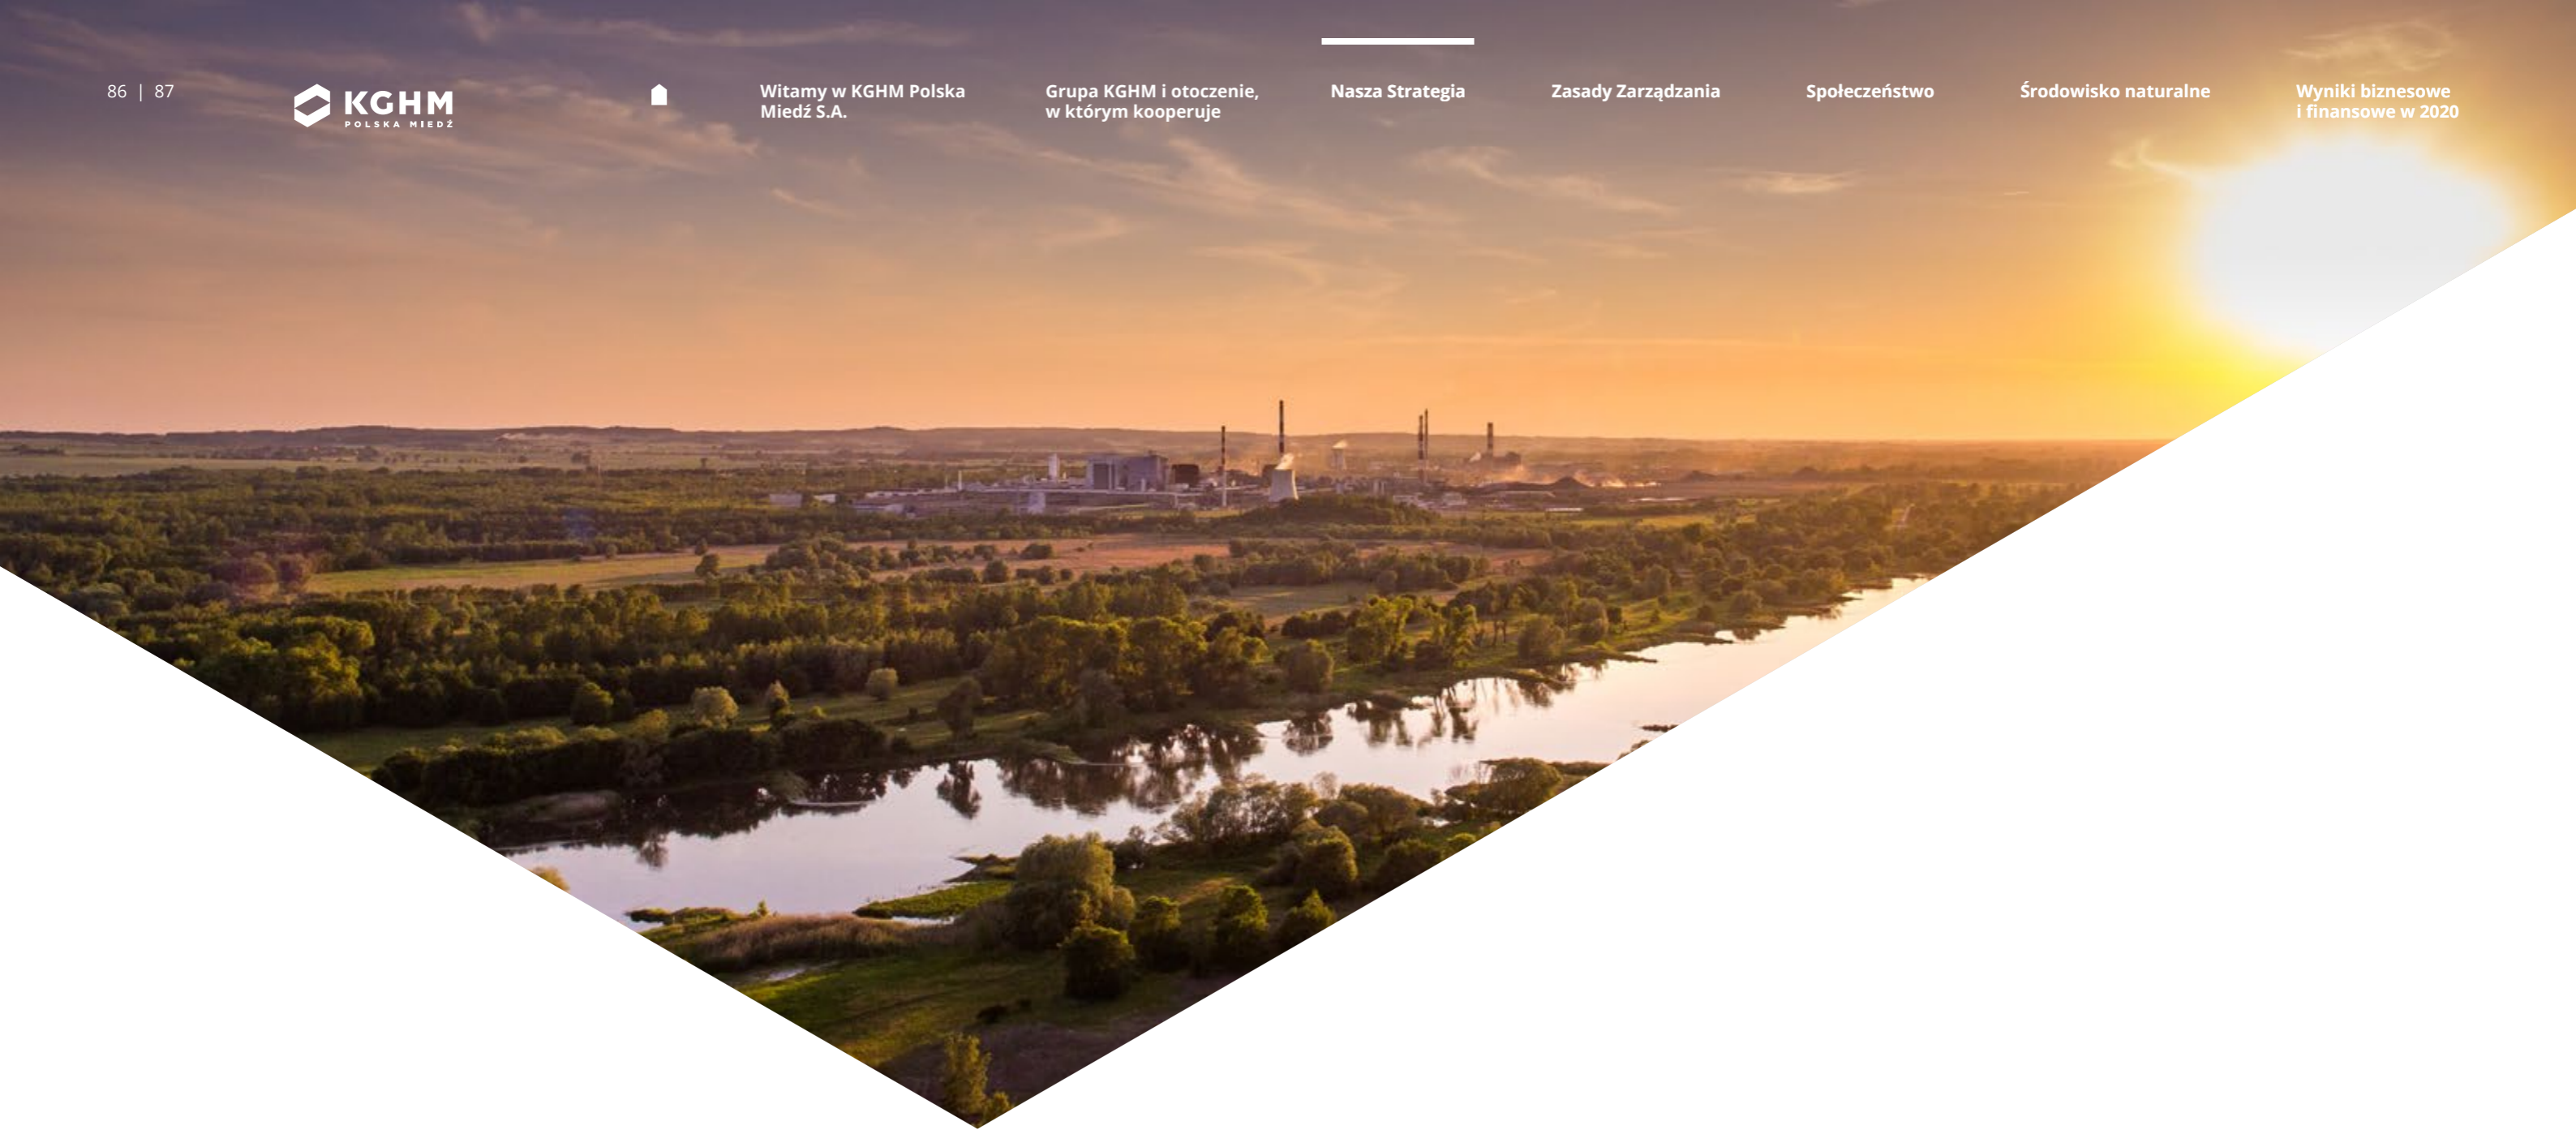 86 | 87
KGHM
POLSKA MIEDŹ
Witamy w KGHM Polska
Miedź S.A.
Grupa KGHM i otoczenie,
w którym kooperuje
Nasza Strategia
Zasady Zarządzania
Społeczeństwo
Środowisko naturalne
Wyniki biznesowe
i finansowe w 2020